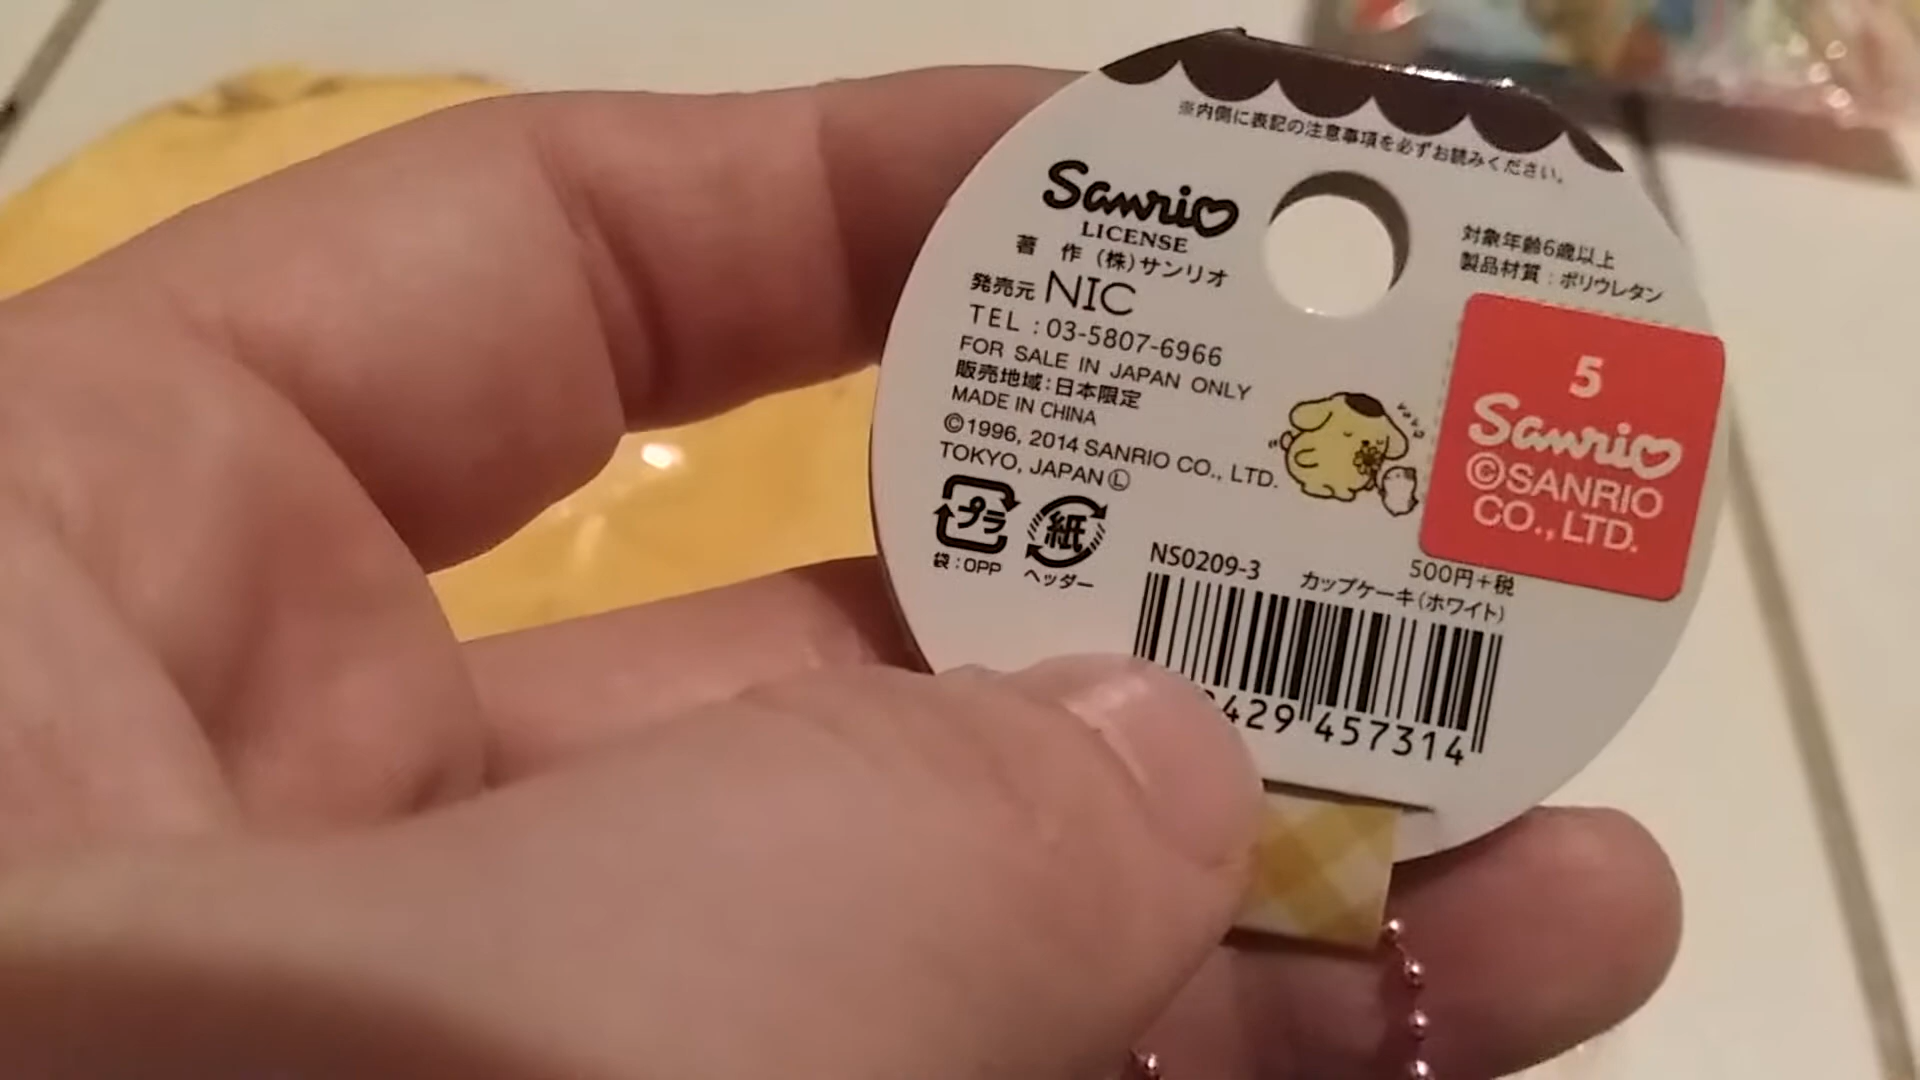 ※内側に表記の注意事項を必ずお読みください。
Sanrio
LICENSE
著 作 (株)サンリオ
発売元 NIC
TEL : 03-5807-6966
FOR SALE IN JAPAN ONLY
販売地域:日本限定
MADE IN CHINA
©1996, 2014 SANRIO CO., LTD.
TOKYO, JAPAN Ⓛ
プラ
袋:OPP
紙
ヘッダー
対象年齢6歳以上
製品材質:ポリウレタン
5
Sanrio
©SANRIO
CO., LTD.
500円+税
NS0209-3 カップケーキ(ホワイト)
429 457314